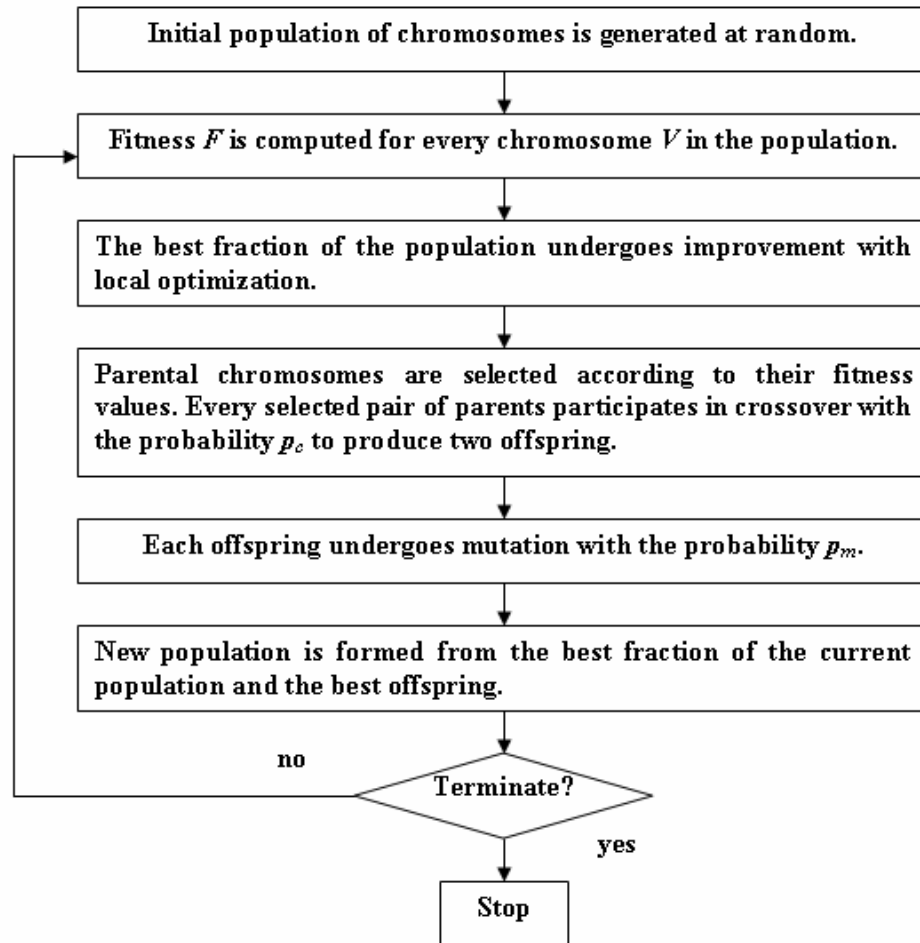 Initial population of chromosomes is generated at random.
Fitness F is computed for every chromosome V in the population.
The best fraction of the population undergoes improvement with
local optimization.
Parental chromosomes are selected according to their fitness
values. Every selected pair of parents participates in crossover with
the probability pc to produce two offspring.
Each offspring undergoes mutation with the probability pm.
New population is formed from the best fraction of the current
population and the best offspring.
no
Terminate?
yes
Stop